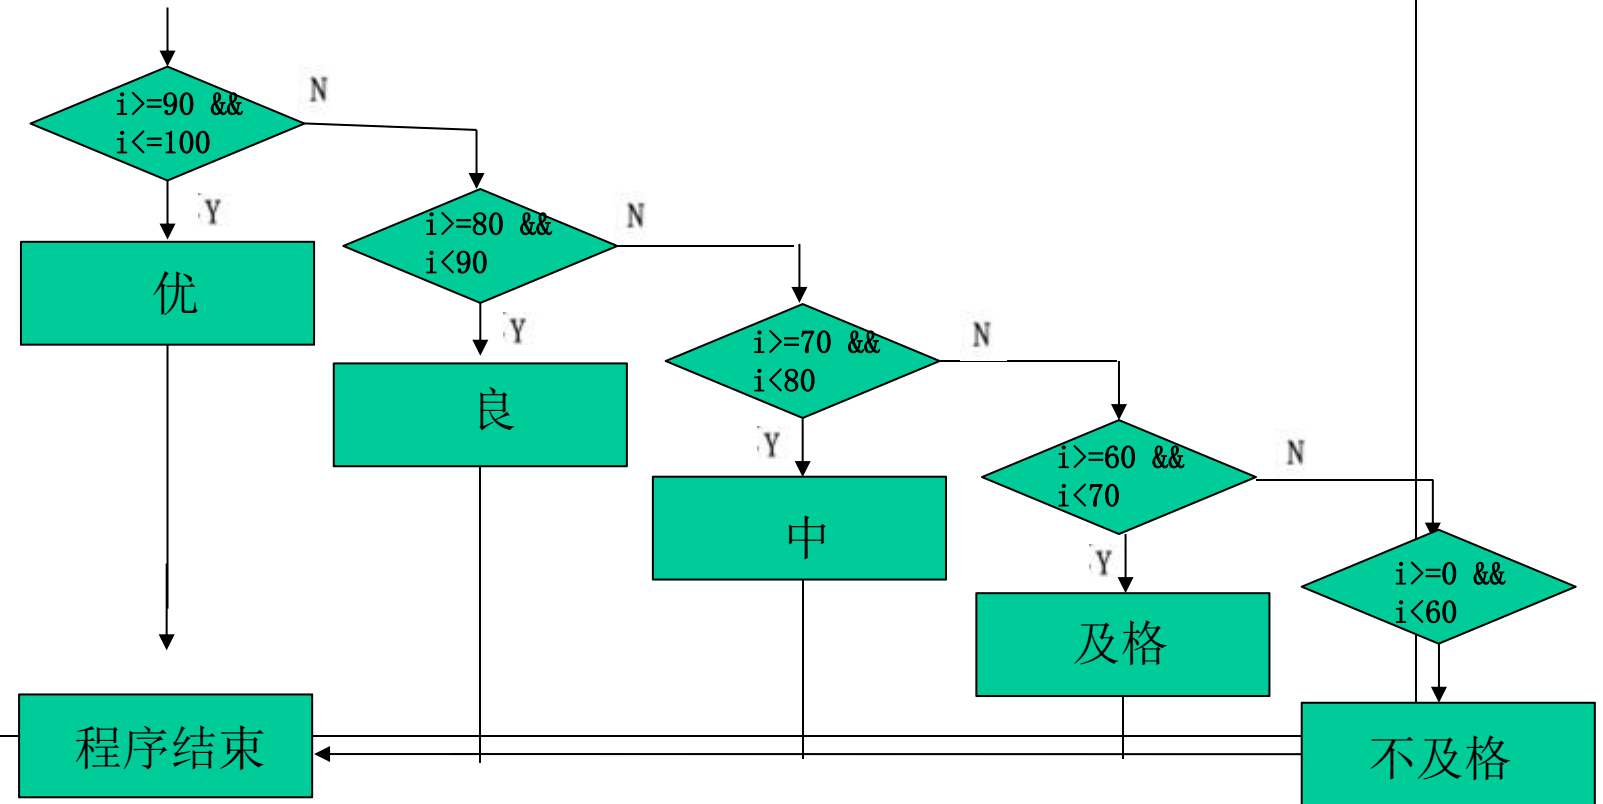 i>=90 &&
i<=100
N
Y
优
i>=80 &&
i<90
N
Y
良
i>=70 &&
i<80
N
Y
中
i>=60 &&
i<70
N
Y
及格
i>=0 &&
i<60
不及格
程序结束